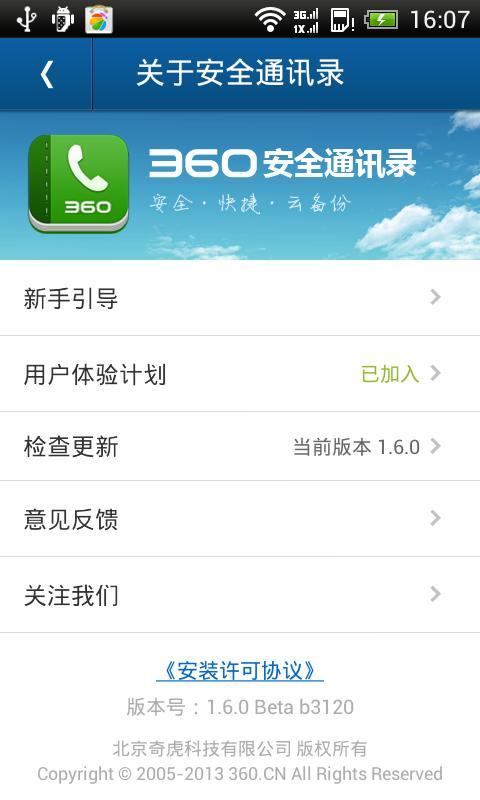 3G
1X
16:07
关于安全通讯录
360
360安全通讯录
安全·快捷·云备份
新手引导
用户体验计划 已加入
检查更新 当前版本 1.6.0
意见反馈
关注我们
《安装许可协议》
版本号：1.6.0 Beta b3120
北京奇虎科技有限公司 版权所有
Copyright © 2005-2013 360.CN All Rights Reserved